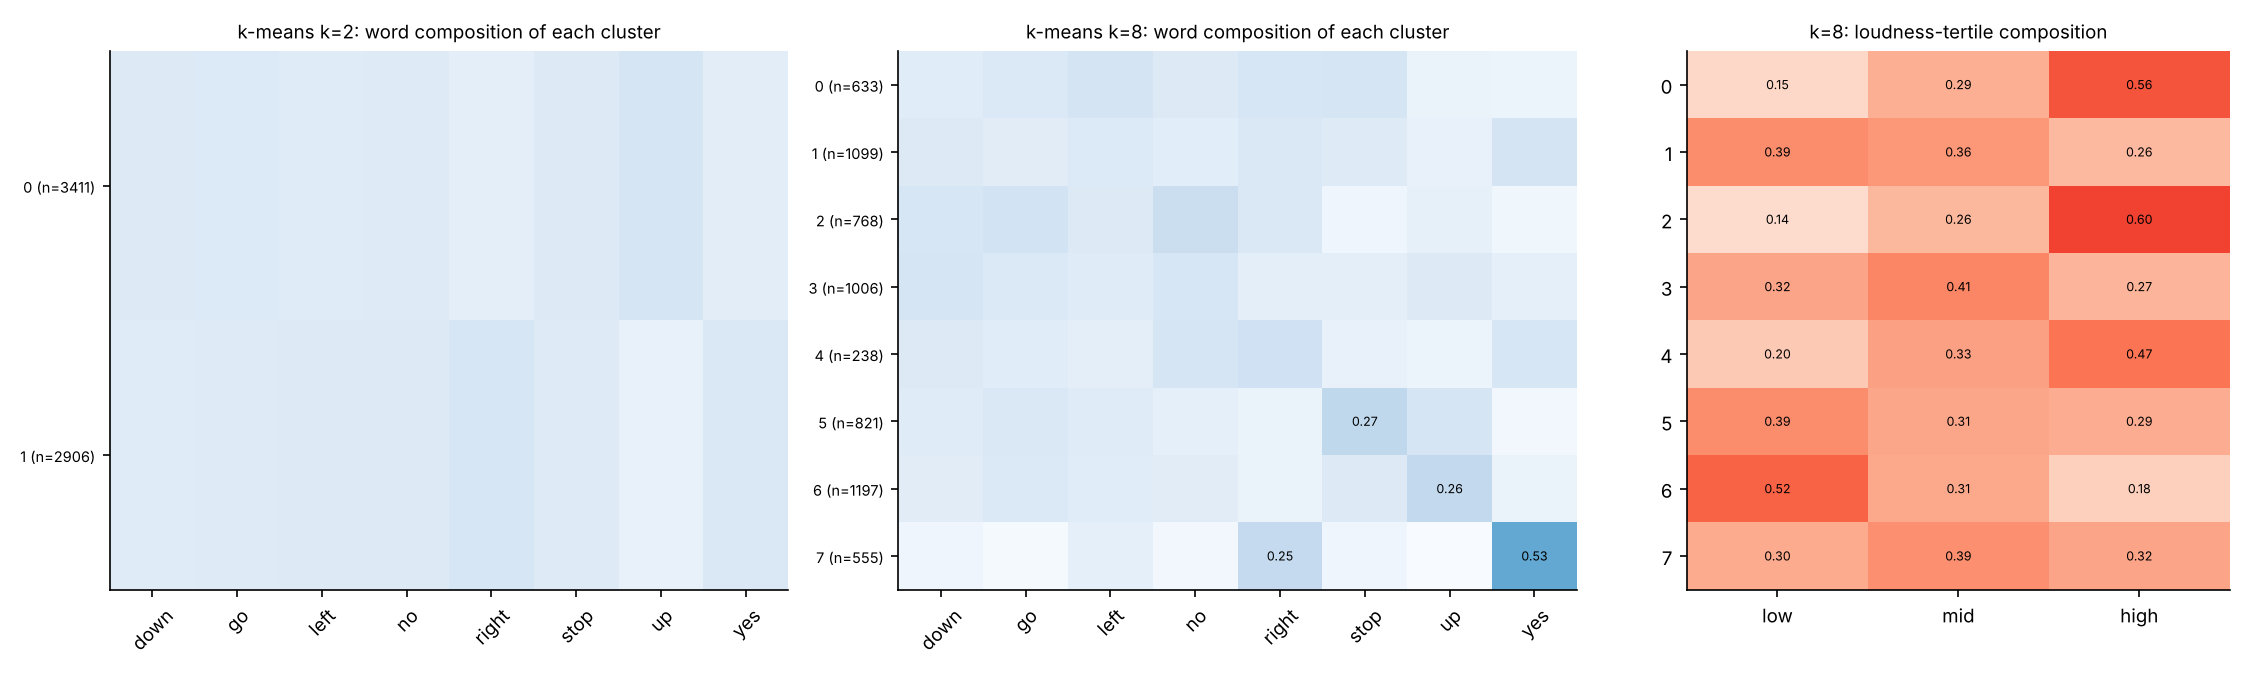 k-means k=2: word composition of each cluster
0 (n=3411)
1 (n=2906)
down go left no right stop up yes
k-means k=8: word composition of each cluster
0 (n=633)
1 (n=1099)
2 (n=768)
3 (n=1006)
4 (n=238)
5 (n=821) 0.27
6 (n=1197) 0.26
7 (n=555) 0.25 0.53
down go left no right stop up yes
k=8: loudness-tertile composition
0 0.15 0.29 0.56
1 0.39 0.36 0.26
2 0.14 0.26 0.60
3 0.32 0.41 0.27
4 0.20 0.33 0.47
5 0.39 0.31 0.29
6 0.52 0.31 0.18
7 0.30 0.39 0.32
low mid high